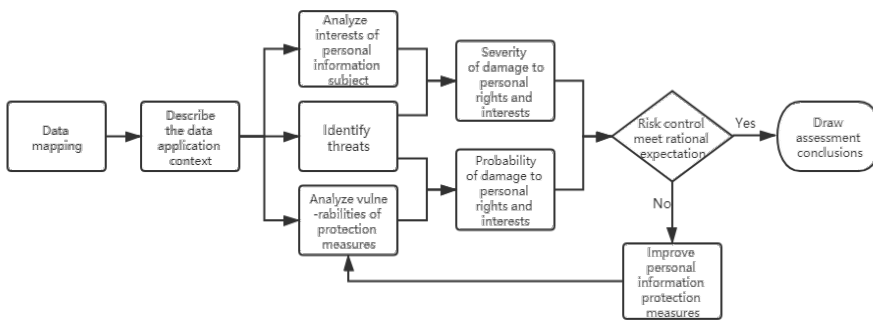 Data
mapping
Describe
the data
application
context
Analyze
interests of
personal
information
subject
Identify
threats
Analyze vulne
-rabilities of
protection
measures
Severity
of damage to
personal
rights and
interests
Probability
of damage to
personal
rights and
interests
Risk control
meet rational
expectation
Yes
Draw
assessment
conclusions
No
Improve
personal
information
protection
measures